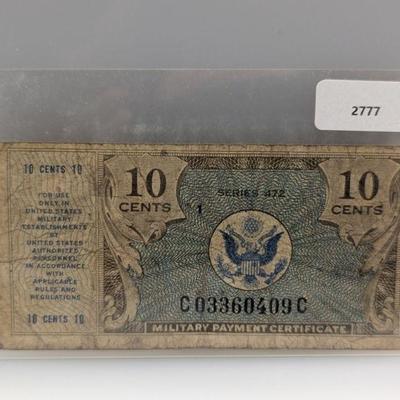 2777
10 CENTS 10
FOR USE
ONLY IN
UNITED STATES
MILITARY
ESTABLISHMENTS
BY
UNITED STATES
AUTHORIZED
PERSONNEL
IN ACCORDANCE
WITH
APPLICABLE
RULES AND
REGULATIONS
10 CENTS 10
10
CENTS
SERIES 472
1
10
CENTS
C03360409C
MILITARY PAYMENT CERTIFICATE